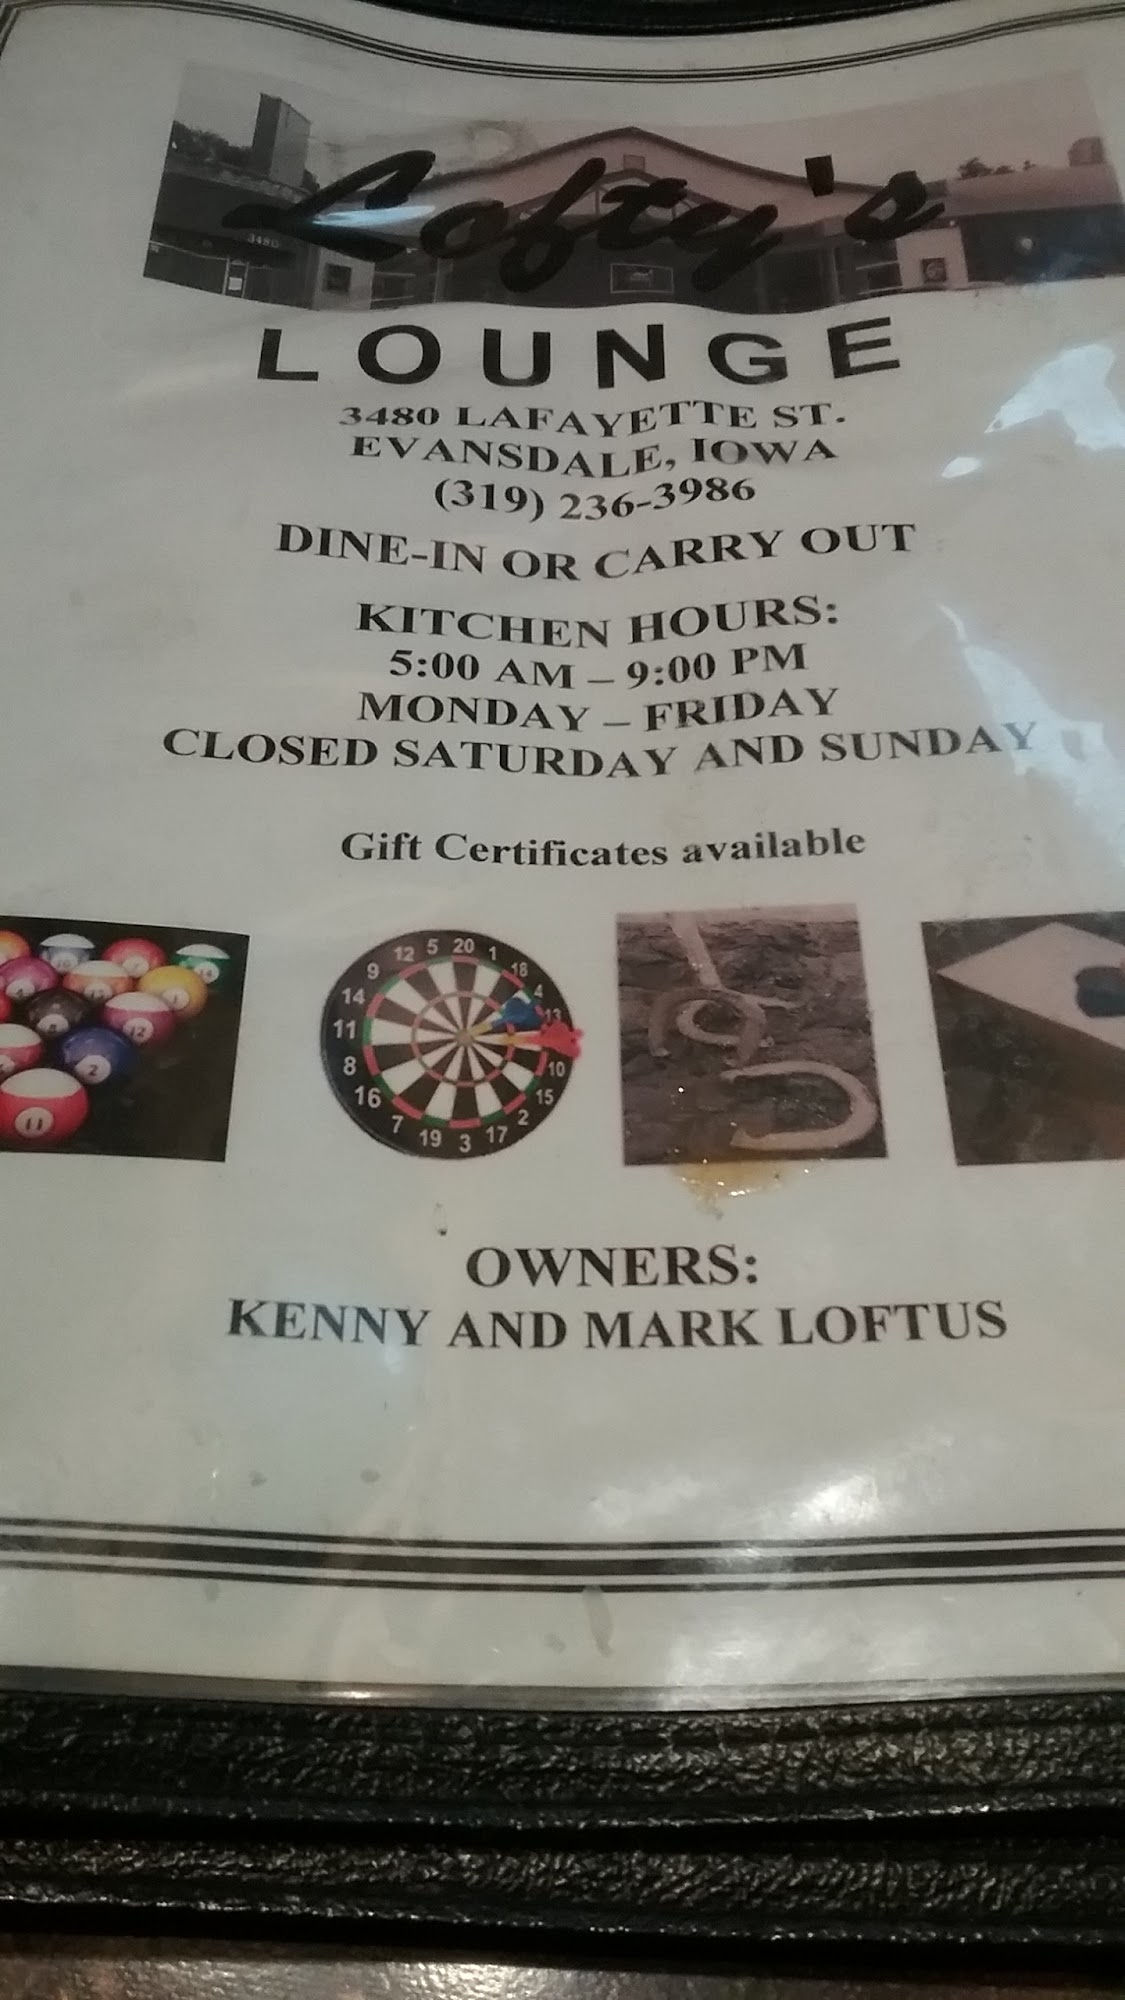 Lofty's
LOUNGE
3480 LAFAYETTE ST.
EVANSDALE, IOWA
(319) 236-3986
DINE-IN OR CARRY OUT
KITCHEN HOURS:
5:00 AM – 9:00 PM
MONDAY – FRIDAY
CLOSED SATURDAY AND SUNDAY
Gift Certificates available
OWNERS:
KENNY AND MARK LOFTUS